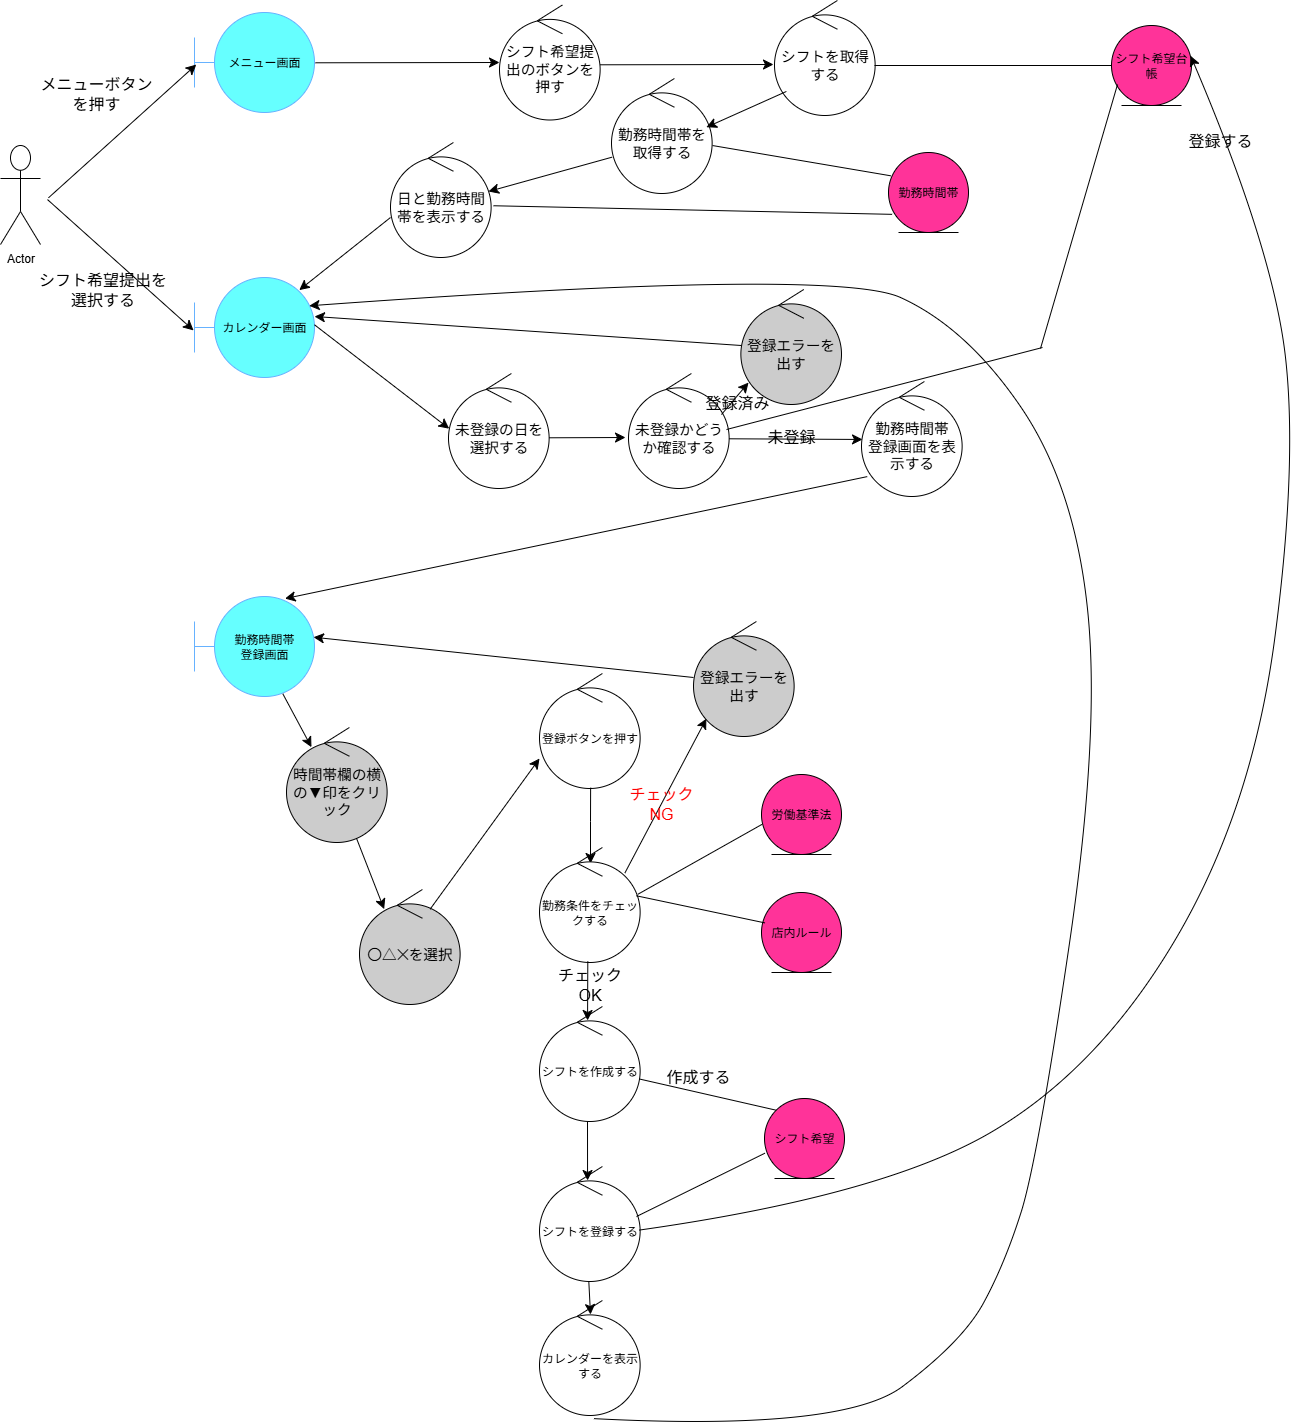 メニュー画面
シフト希望提
出のボタンを
押す
シフトを取得
する
シフト希望台
帳
メニューボタン
を押す
勤務時間帯を
取得する
登録する
日と勤務時間
帯を表示する
勤務時間帯
Actor
シフト希望提出を
選択する
カレンダー画面
登録エラーを
出す
登録済み
未登録の日を
選択する
未登録かどう
か確認する
未登録
勤務時間帯
登録画面を表
示する
勤務時間帯
登録画面
登録エラーを
出す
登録ボタンを押す
時間帯欄の横
の▼印をクリ
ック
チェック
NG
労働基準法
勤務条件をチェッ
クする
店内ルール
〇△×を選択
チェック
OK
シフトを作成する
作成する
シフト希望
シフトを登録する
カレンダーを表示
する